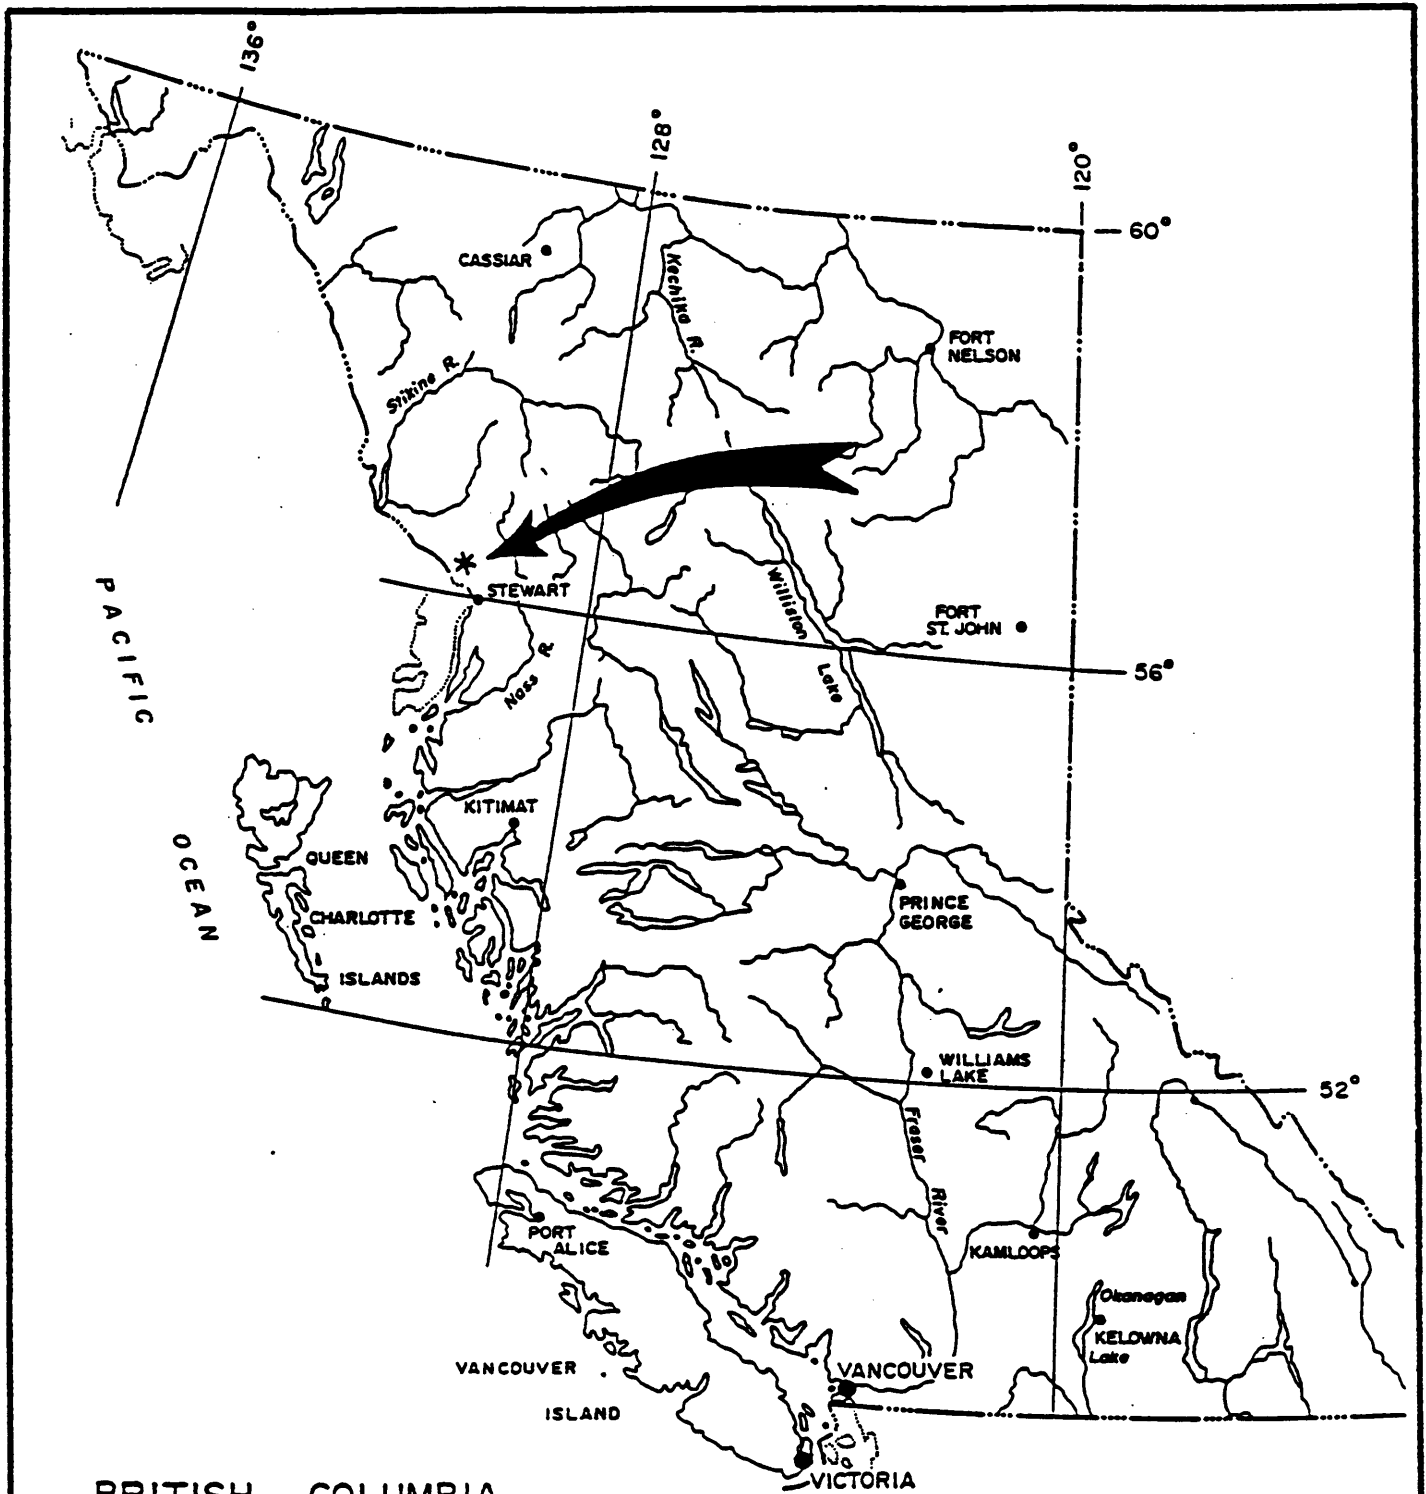 136°
128°
120°
60°
CASSIAR
Kechika R.
FORT
NELSON
Stikine R.
STEWART
Williston
Lake
FORT
ST. JOHN
56°
Nass R.
PACIFIC
OCEAN
KITIMAT
QUEEN
CHARLOTTE
ISLANDS
PRINCE
GEORGE
WILLIAMS
LAKE
52°
Fraser
River
PORT
ALICE
KAMLOOPS
Okanagan
KELOWNA
Lake
VANCOUVER
ISLAND
VANCOUVER
VICTORIA
BRITISH COLUMBIA